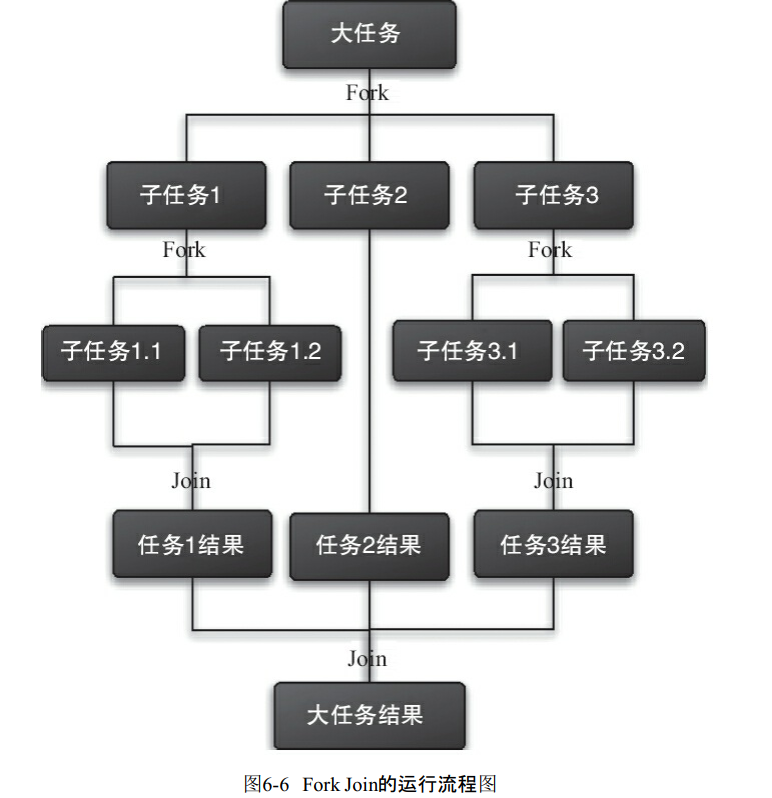 大任务
Fork
子任务1 子任务2 子任务3
Fork Fork
子任务1.1 子任务1.2 子任务3.1 子任务3.2
Join Join
任务1结果 任务2结果 任务3结果
Join
大任务结果
图6-6 Fork Join的运行流程图